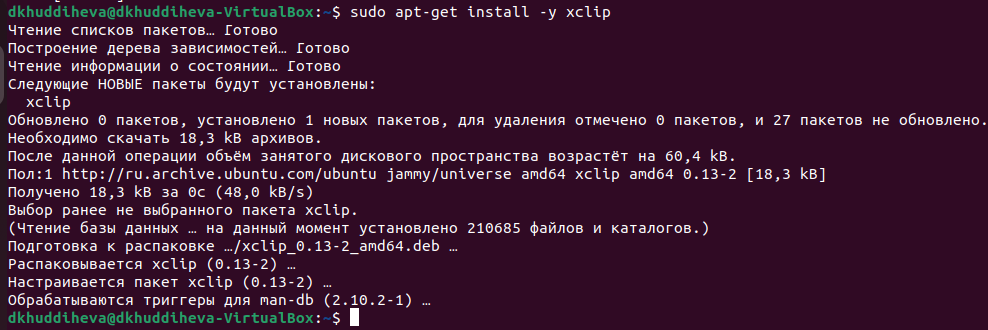 dkhuddiheva@dkhuddiheva-VirtualBox:~$ sudo apt-get install -y xclip
Чтение списков пакетов… Готово
Построение дерева зависимостей… Готово
Чтение информации о состоянии… Готово
Следующие НОВЫЕ пакеты будут установлены:
  xclip
Обновлено 0 пакетов, установлено 1 новых пакетов, для удаления отмечено 0 пакетов, и 27 пакетов не обновлено.
Необходимо скачать 18,3 kB архивов.
После данной операции объём занятого дискового пространства возрастёт на 60,4 kB.
Пол:1 http://ru.archive.ubuntu.com/ubuntu jammy/universe amd64 xclip amd64 0.13-2 [18,3 kB]
Получено 18,3 kB за 0с (48,0 kB/s)
Выбор ранее не выбранного пакета xclip.
(Чтение базы данных … на данный момент установлено 210685 файлов и каталогов.)
Подготовка к распаковке …/xclip_0.13-2_amd64.deb …
Распаковывается xclip (0.13-2) …
Настраивается пакет xclip (0.13-2) …
Обрабатываются триггеры для man-db (2.10.2-1) …
dkhuddiheva@dkhuddiheva-VirtualBox:~$